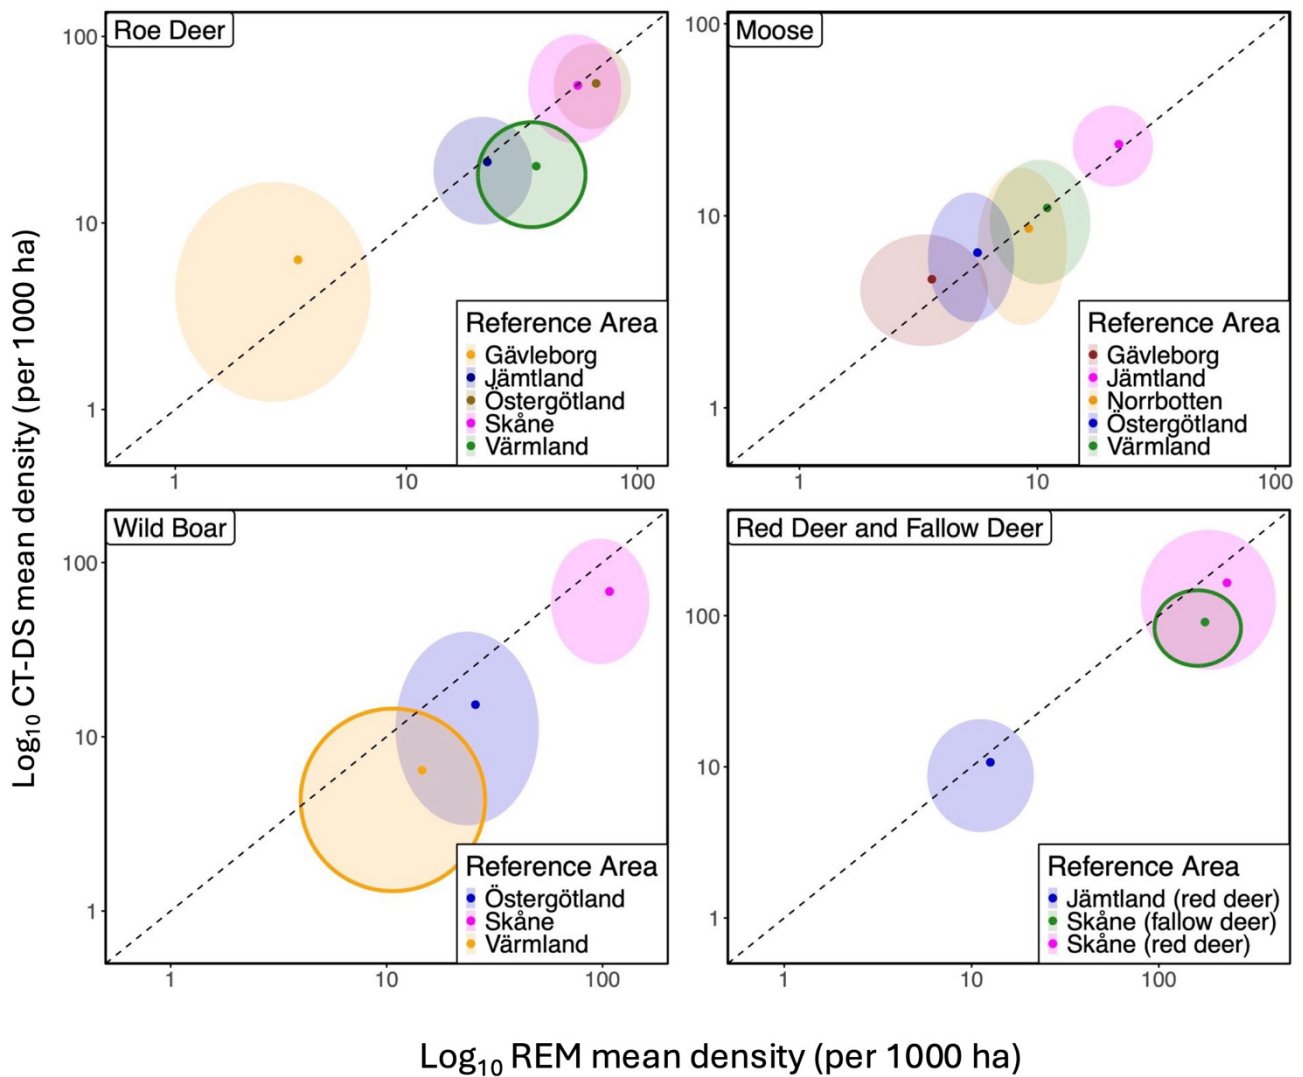 Roe Deer
100
10
1
Reference Area
Gävleborg
Jämtland
Östergötland
Skåne
Värmland
1 10 100
Moose
100
10
1
Reference Area
Gävleborg
Jämtland
Norrbotten
Östergötland
Värmland
1 10 100
Log₁₀ CT-DS mean density (per 1000 ha)
Wild Boar
100
10
1
Reference Area
Östergötland
Skåne
Värmland
1 10 100
Red Deer and Fallow Deer
100
10
1
Reference Area
Jämtland (red deer)
Skåne (fallow deer)
Skåne (red deer)
1 10 100
Log₁₀ REM mean density (per 1000 ha)